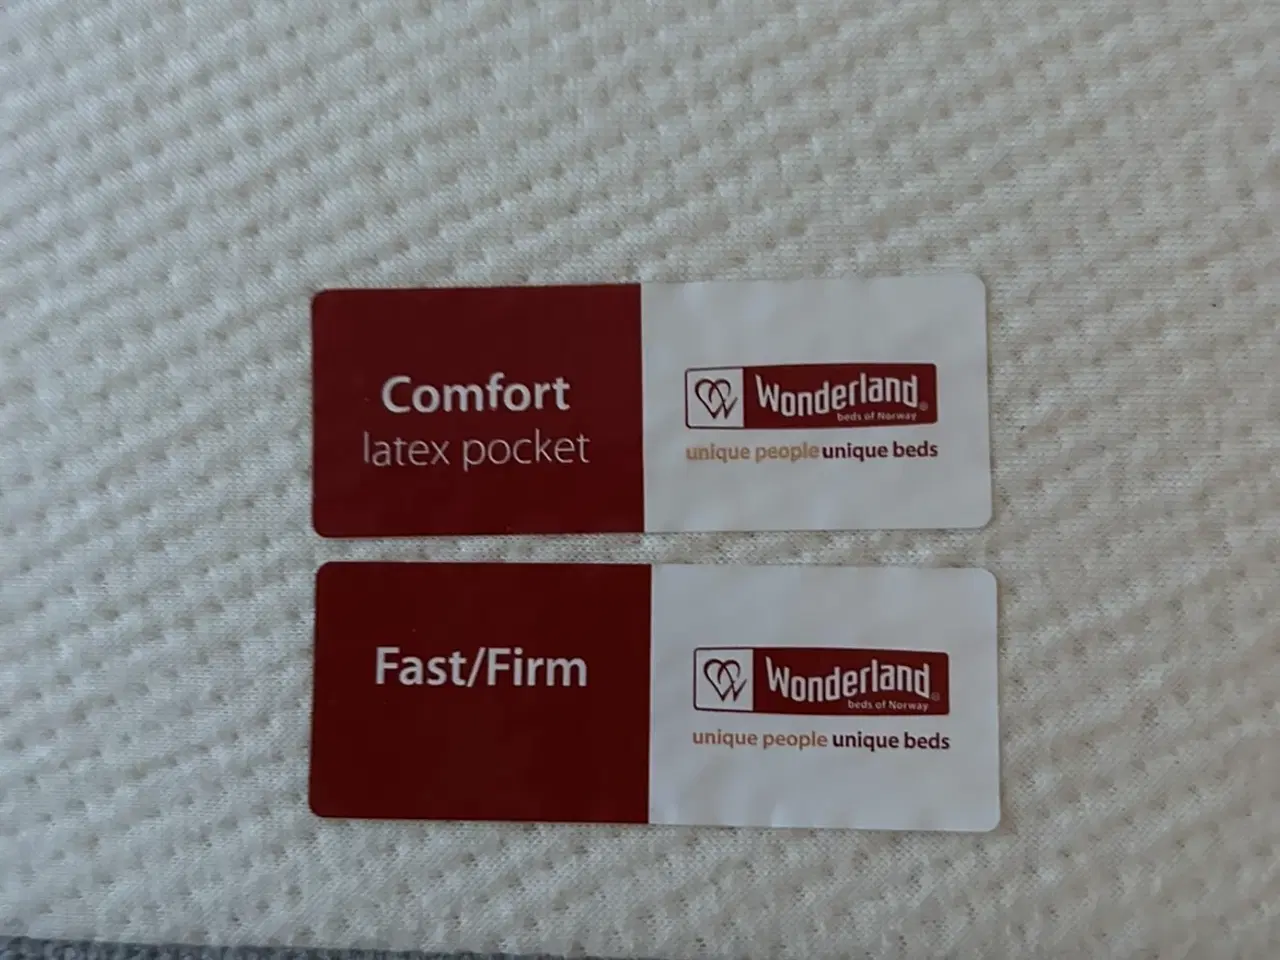 Comfort
latex pocket
Wonderland®
beds of Norway
unique people unique beds
Fast/Firm
Wonderland®
beds of Norway
unique people unique beds